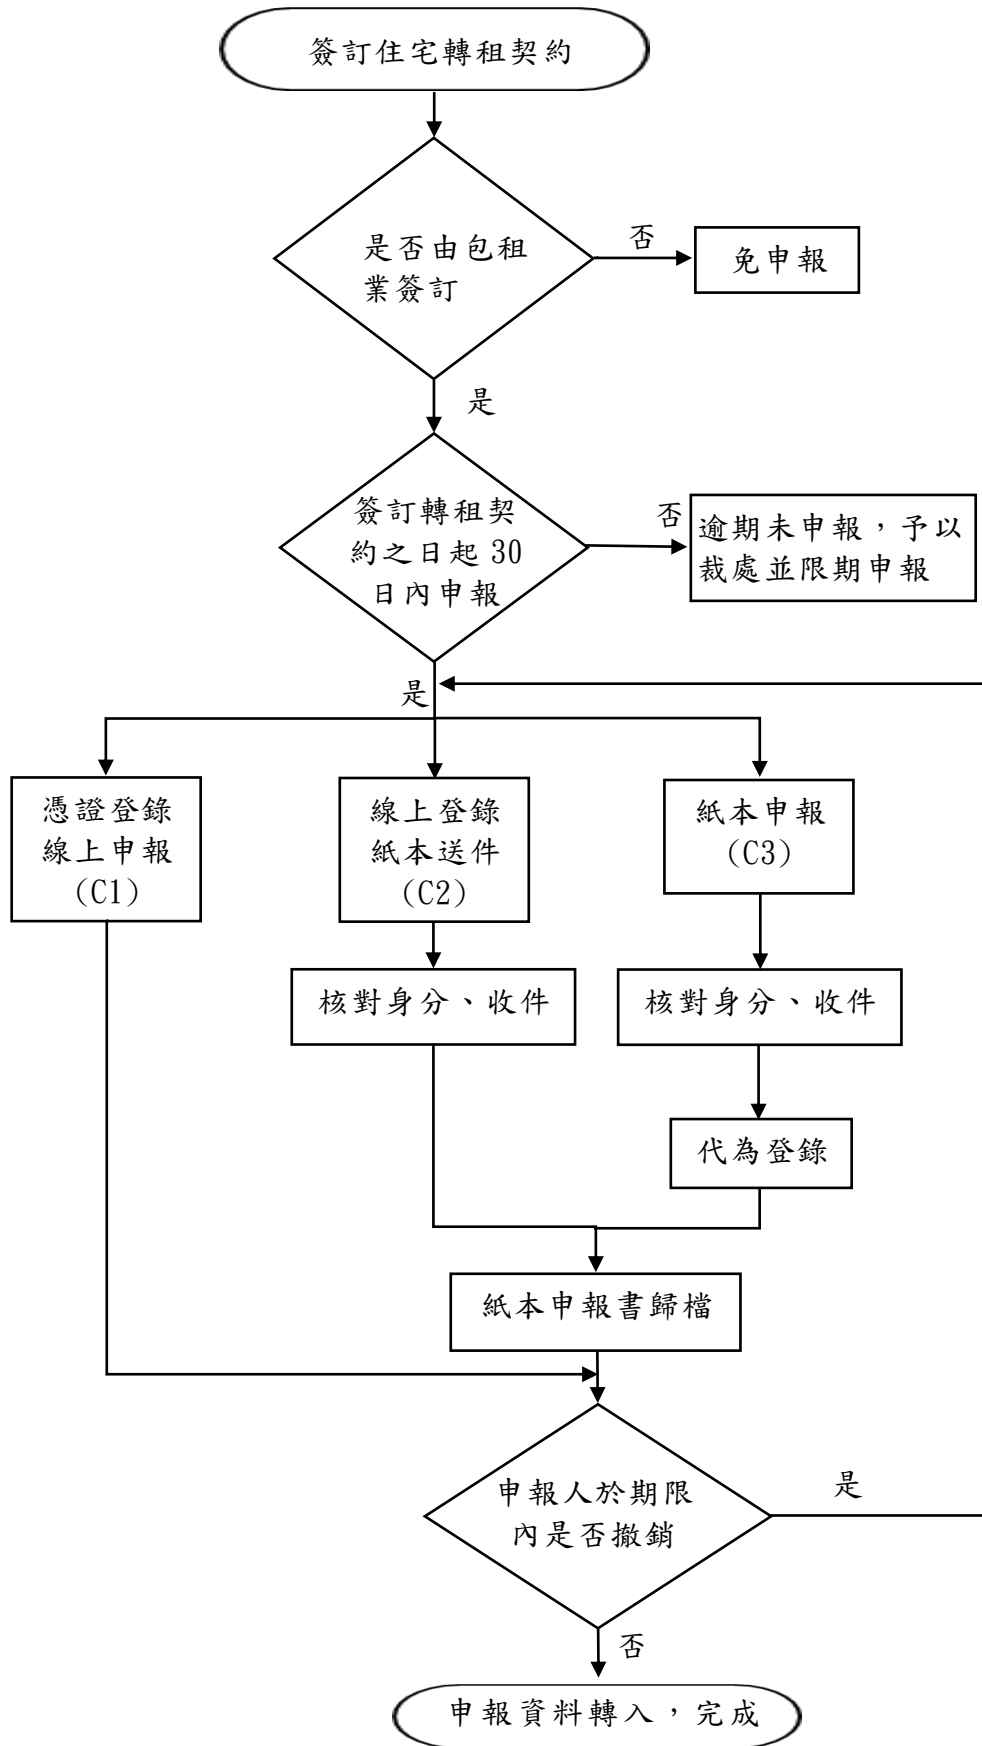 簽訂住宅轉租契約
是否由包租
業簽訂
否
免申報
是
簽訂轉租契
約之日起 30
日內申報
否
逾期未申報，予以
裁處並限期申報
是
憑證登錄
線上申報
(C1)
線上登錄
紙本送件
(C2)
紙本申報
(C3)
核對身分、收件
核對身分、收件
代為登錄
紙本申報書歸檔
申報人於期限
內是否撤銷
是
否
申報資料轉入，完成